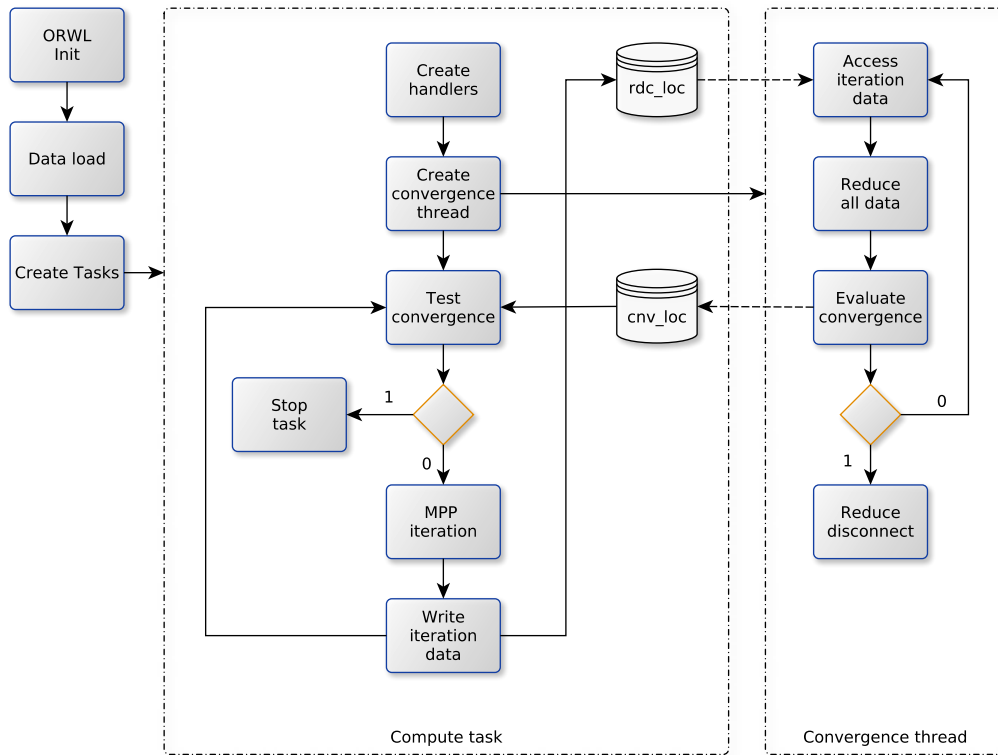 ORWL
Init
Data load
Create Tasks
Create
handlers
Create
convergence
thread
Test
convergence
1
Stop
task
0
MPP
iteration
Write
iteration
data
rdc_loc
cnv_loc
Compute task
Access
iteration
data
Reduce
all data
Evaluate
convergence
0
1
Reduce
disconnect
Convergence thread